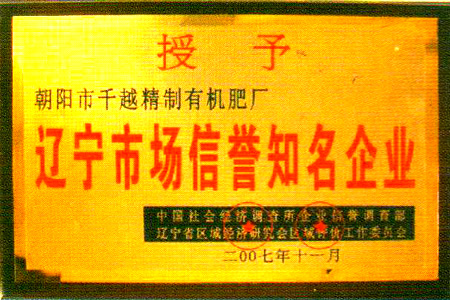 授 予
朝阳市千越精制有机肥厂
辽宁市场信誉知名企业
中国社会经济调查所企业信誉调查部
辽宁省区域经济研究会区域评价工作委员会
二00七年十一月